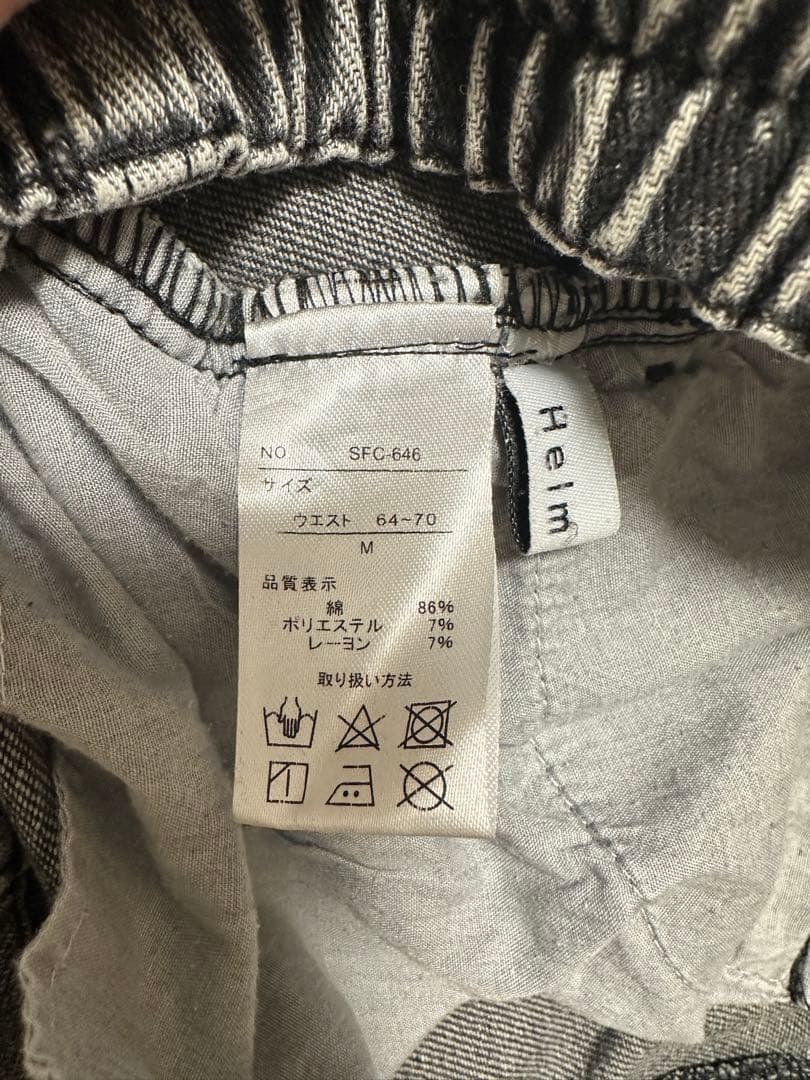 NO SFC-646
サイズ
ウエスト 64~70
M
品質表示
綿 86%
ポリエステル 7%
レーヨン 7%
取り扱い方法
Helm